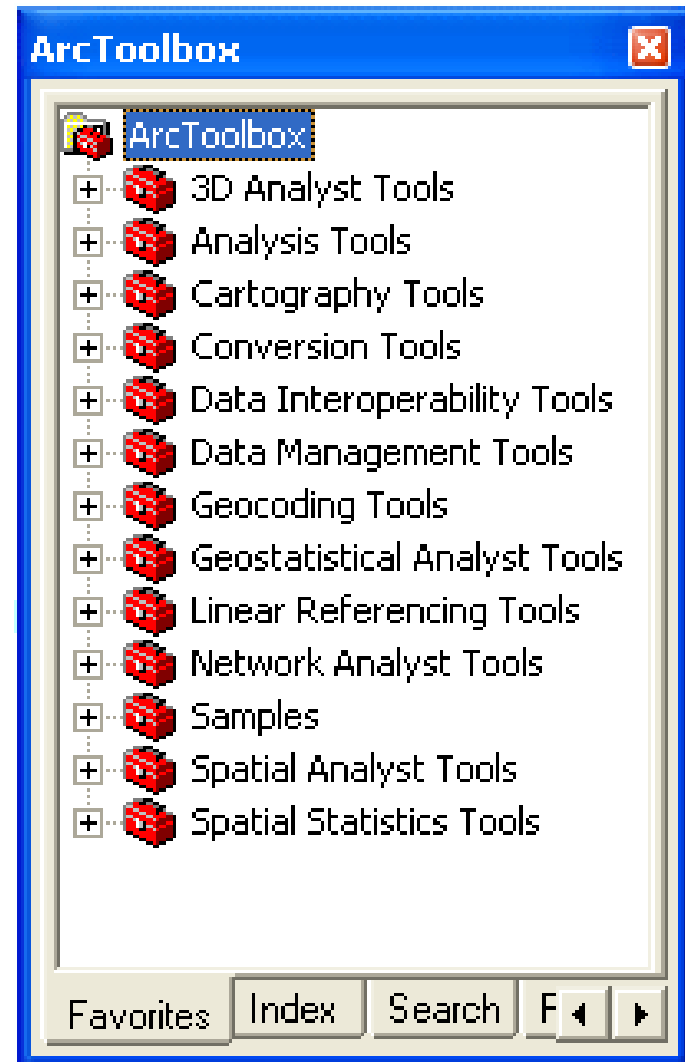 ArcToolbox
ArcToolbox
3D Analyst Tools
Analysis Tools
Cartography Tools
Conversion Tools
Data Interoperability Tools
Data Management Tools
Geocoding Tools
Geostatistical Analyst Tools
Linear Referencing Tools
Network Analyst Tools
Samples
Spatial Analyst Tools
Spatial Statistics Tools
Favorites Index Search